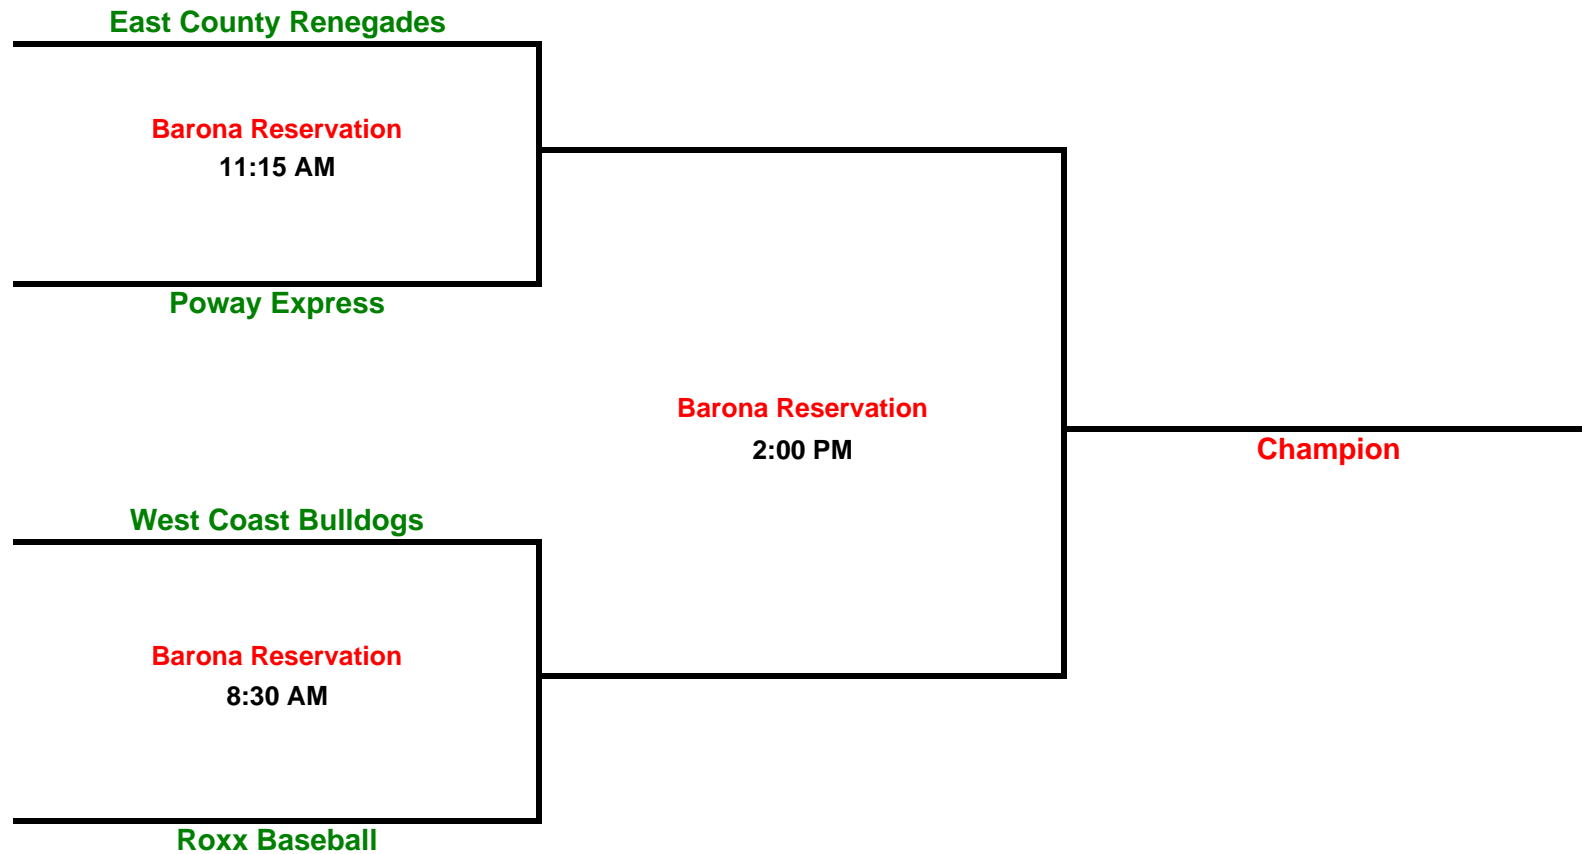 East County Renegades
Barona Reservation
11:15 AM
Poway Express
Barona Reservation
2:00 PM
Champion
West Coast Bulldogs
Barona Reservation
8:30 AM
Roxx Baseball